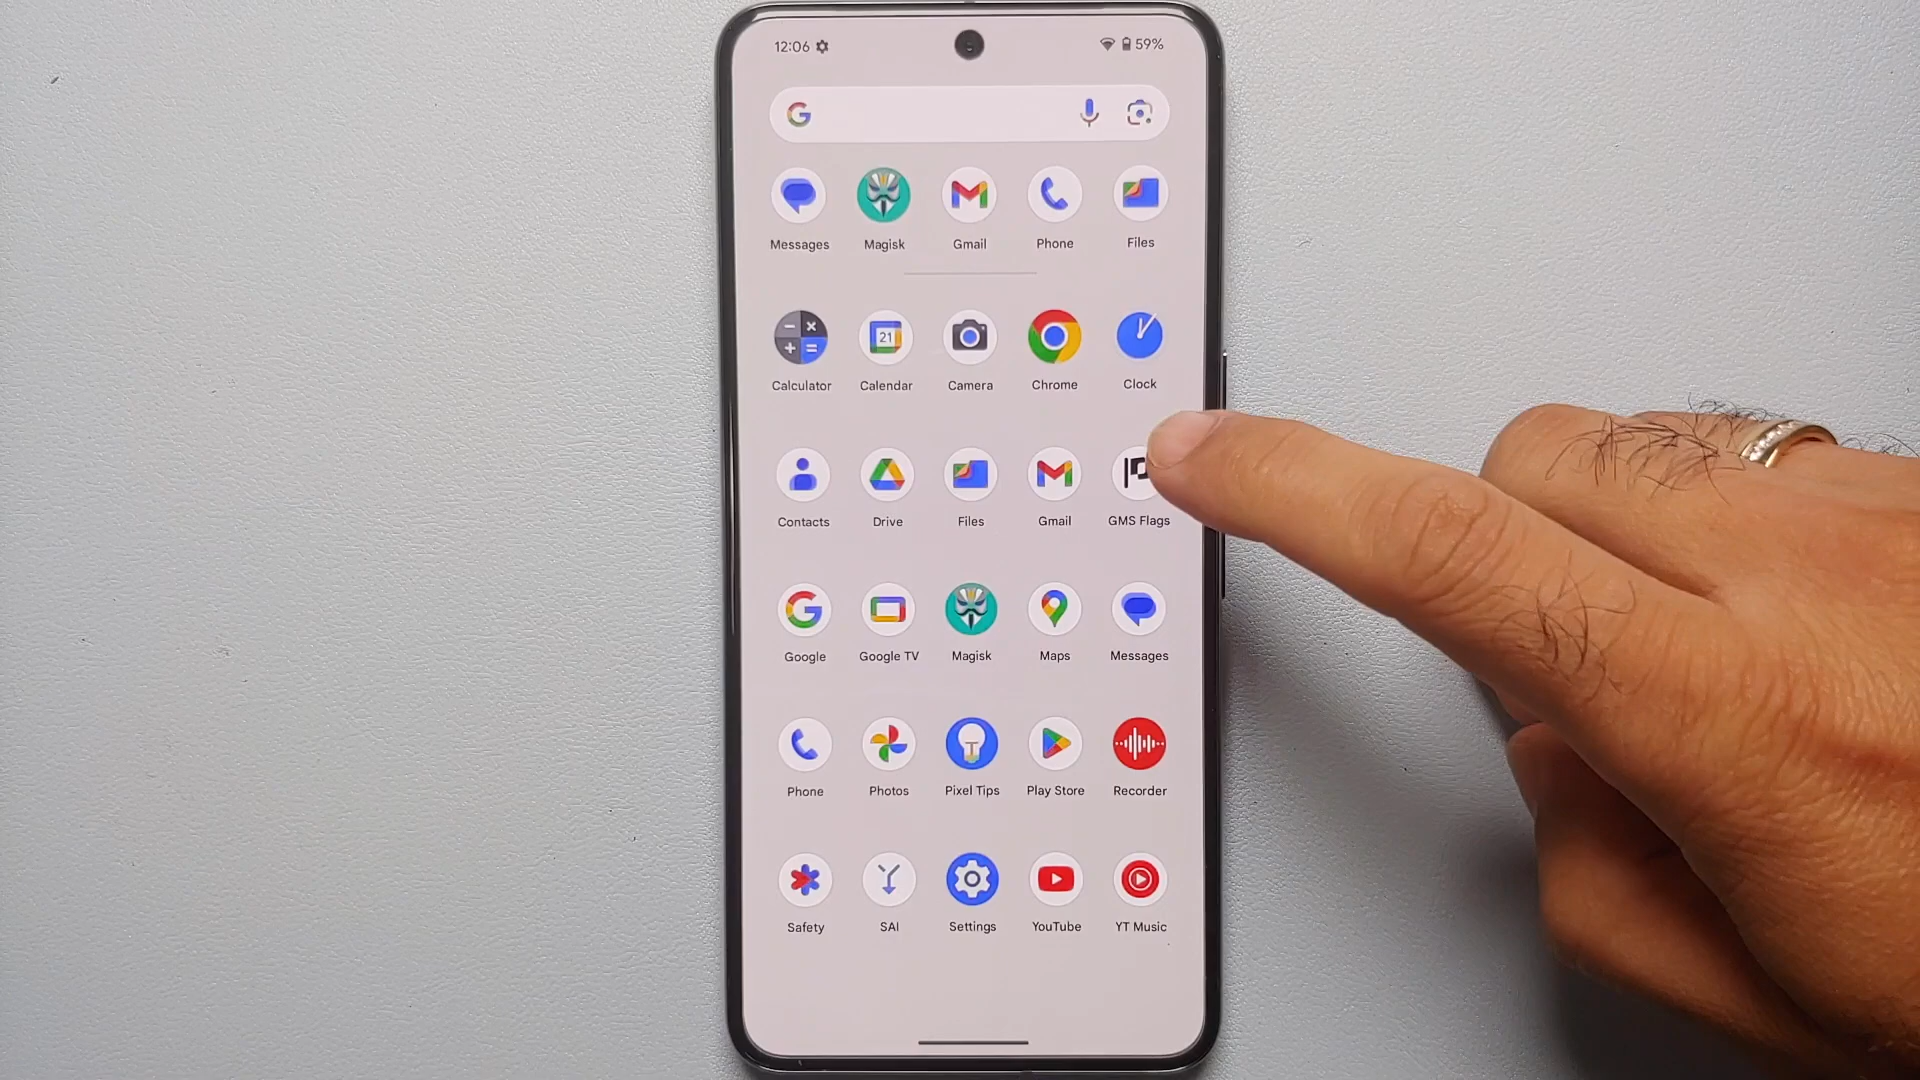 12:06 59%
Messages Magisk Gmail Phone Files
21
Calculator Calendar Camera Chrome Clock
Contacts Drive Files Gmail GMS Flags
Google Google TV Magisk Maps Messages
Phone Photos Pixel Tips Play Store Recorder
Safety SAI Settings YouTube YT Music